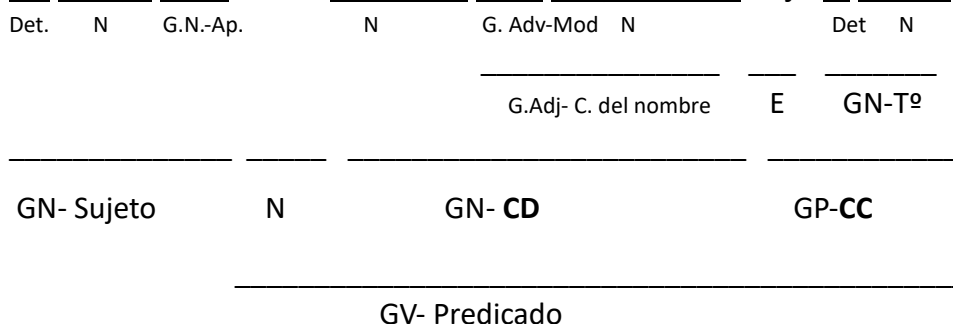 Det. N G.N.-Ap. N G. Adv-Mod N Det N
G.Adj- C. del nombre E GN-Tº
GN- Sujeto N GN- CD GP-CC
GV- Predicado